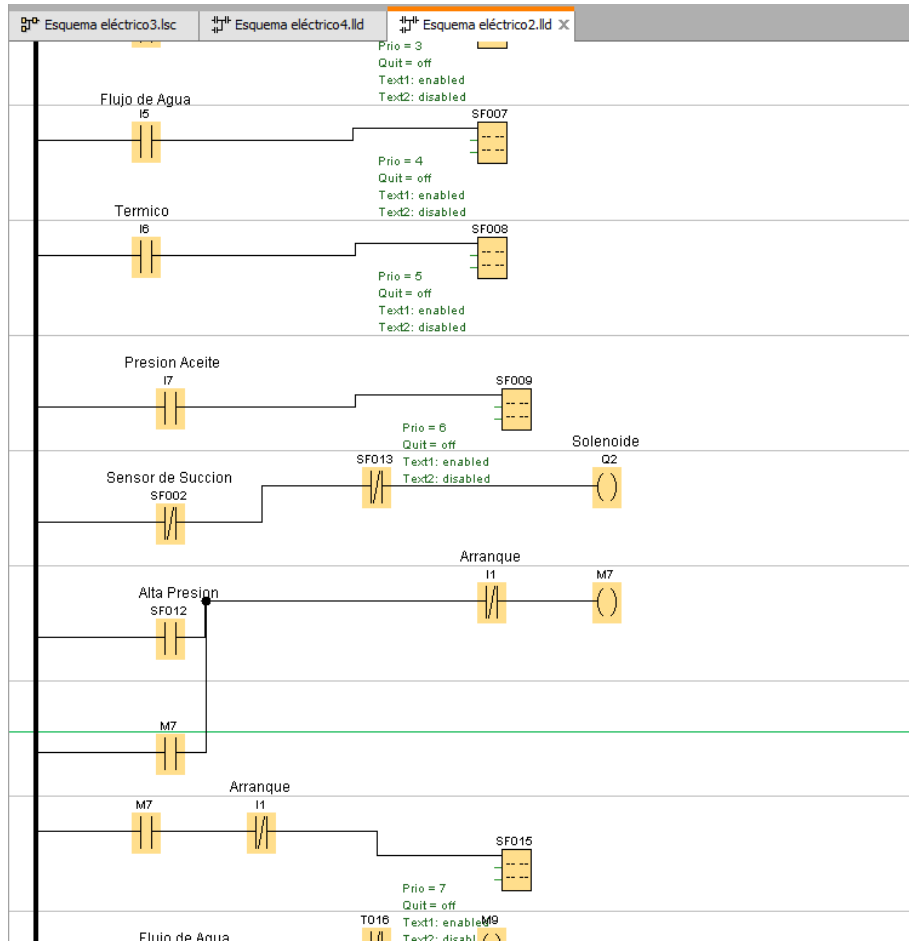 Esquema eléctrico3.lsc
Esquema eléctrico4.lld
Esquema eléctrico2.lld
Prio = 3
Quit = off
Text1: enabled
Text2: disabled
Flujo de Agua
I5
SF007
Prio = 4
Quit = off
Text1: enabled
Text2: disabled
Termico
I6
SF008
Prio = 5
Quit = off
Text1: enabled
Text2: disabled
Presion Aceite
I7
SF009
Prio = 6
Quit = off
Text1: enabled
Text2: disabled
Solenoide
SF013
Q2
Sensor de Succion
SF002
Arranque
I1
M7
Alta Presion
SF012
M7
Arranque
M7
I1
SF015
Prio = 7
Quit = off
T016
Text1: enabled
M9
Flujo de Agua